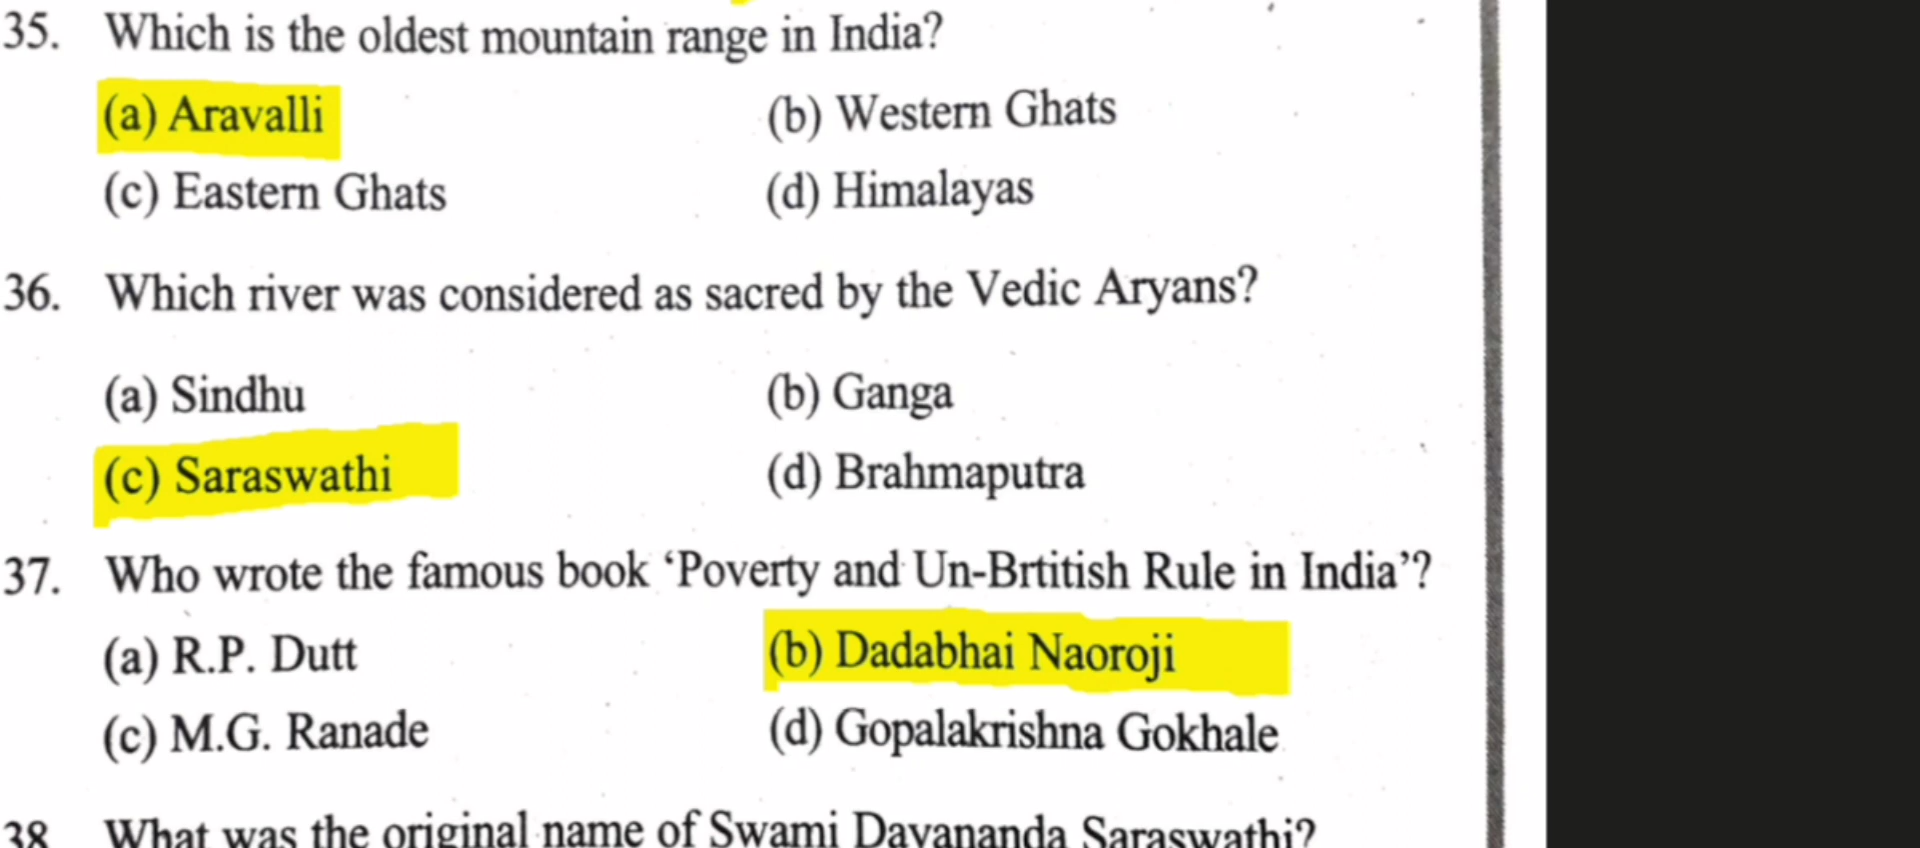 35. Which is the oldest mountain range in India?
(a) Aravalli (b) Western Ghats
(c) Eastern Ghats (d) Himalayas
36. Which river was considered as sacred by the Vedic Aryans?
(a) Sindhu (b) Ganga
(c) Saraswathi (d) Brahmaputra
37. Who wrote the famous book ‘Poverty and Un-Brtitish Rule in India’?
(a) R.P. Dutt (b) Dadabhai Naoroji
(c) M.G. Ranade (d) Gopalakrishna Gokhale
38 What was the original name of Swami Dayananda Saraswathi?